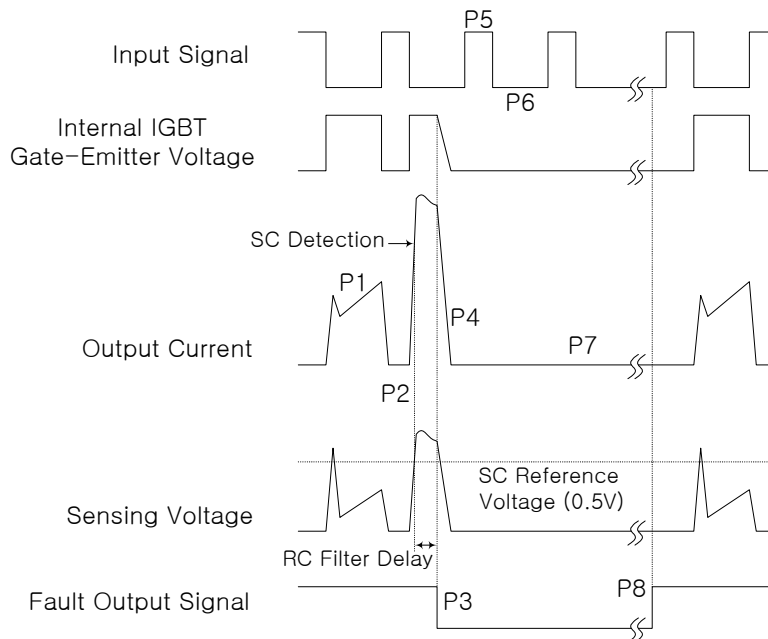 P5
Input Signal
P6
Internal IGBT
Gate-Emitter Voltage
SC Detection
P1
P4
Output Current
P7
P2
SC Reference
Voltage (0.5V)
Sensing Voltage
RC Filter Delay
Fault Output Signal
P3
P8